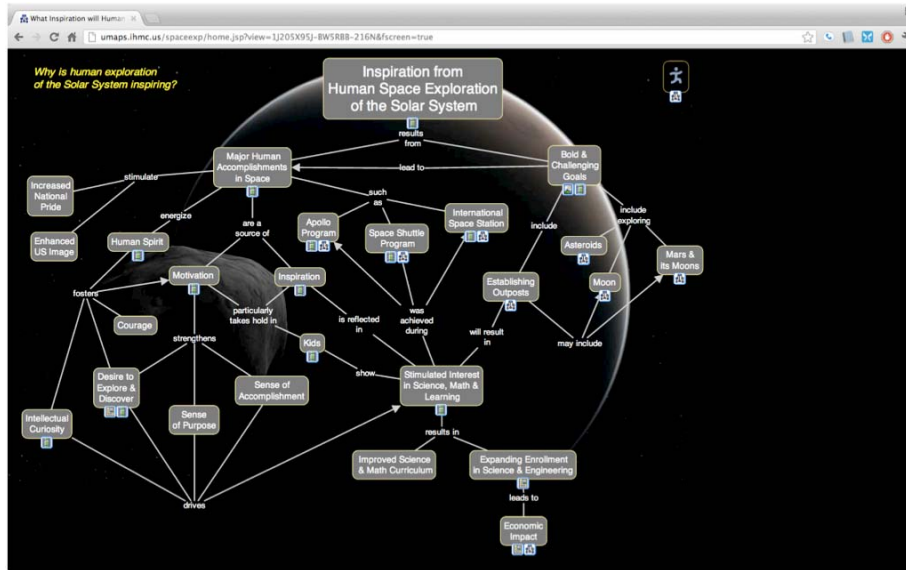 What Inspiration will Human
umaps.ihmc.us/spaceexp/home.jsp?view=1J205X95J-BWSRBB-216N&fscreen=true
Why is human exploration
of the Solar System inspiring?
Inspiration from
Human Space Exploration
of the Solar System
results
from
Major Human
Accomplishments
in Space
lead to
Bold &
Challenging
Goals
stimulate
Increased
National
Pride
Enhanced
US Image
energize
Human Spirit
are a
source of
such
as
Apollo
Program
Space Shuttle
Program
International
Space Station
include
include
exploring
Asteroids
Moon
Mars &
its Moons
fosters
Motivation
Inspiration
Establishing
Outposts
Courage
particularly
takes hold in
is reflected
in
was
achieved
during
will result
in
may include
strengthens
Kids
show
Desire to
Explore &
Discover
Sense of
Accomplishment
Sense
of Purpose
Intellectual
Curiosity
Stimulated Interest
in Science, Math &
Learning
results in
Improved Science
& Math Curriculum
Expanding Enrollment
in Science & Engineering
drives
leads to
Economic
Impact